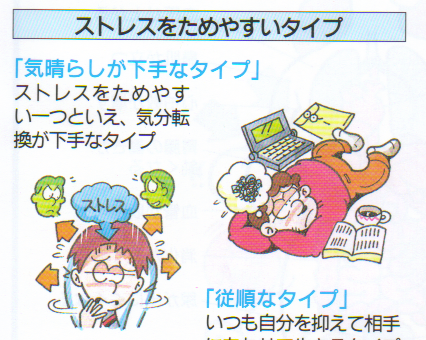 ストレスをためやすいタイプ
「気晴らしが下手なタイプ」
ストレスをためやす
い一つといえ、気分転
換が下手なタイプ
ストレス
「従順なタイプ」
いつも自分を抑えて相手